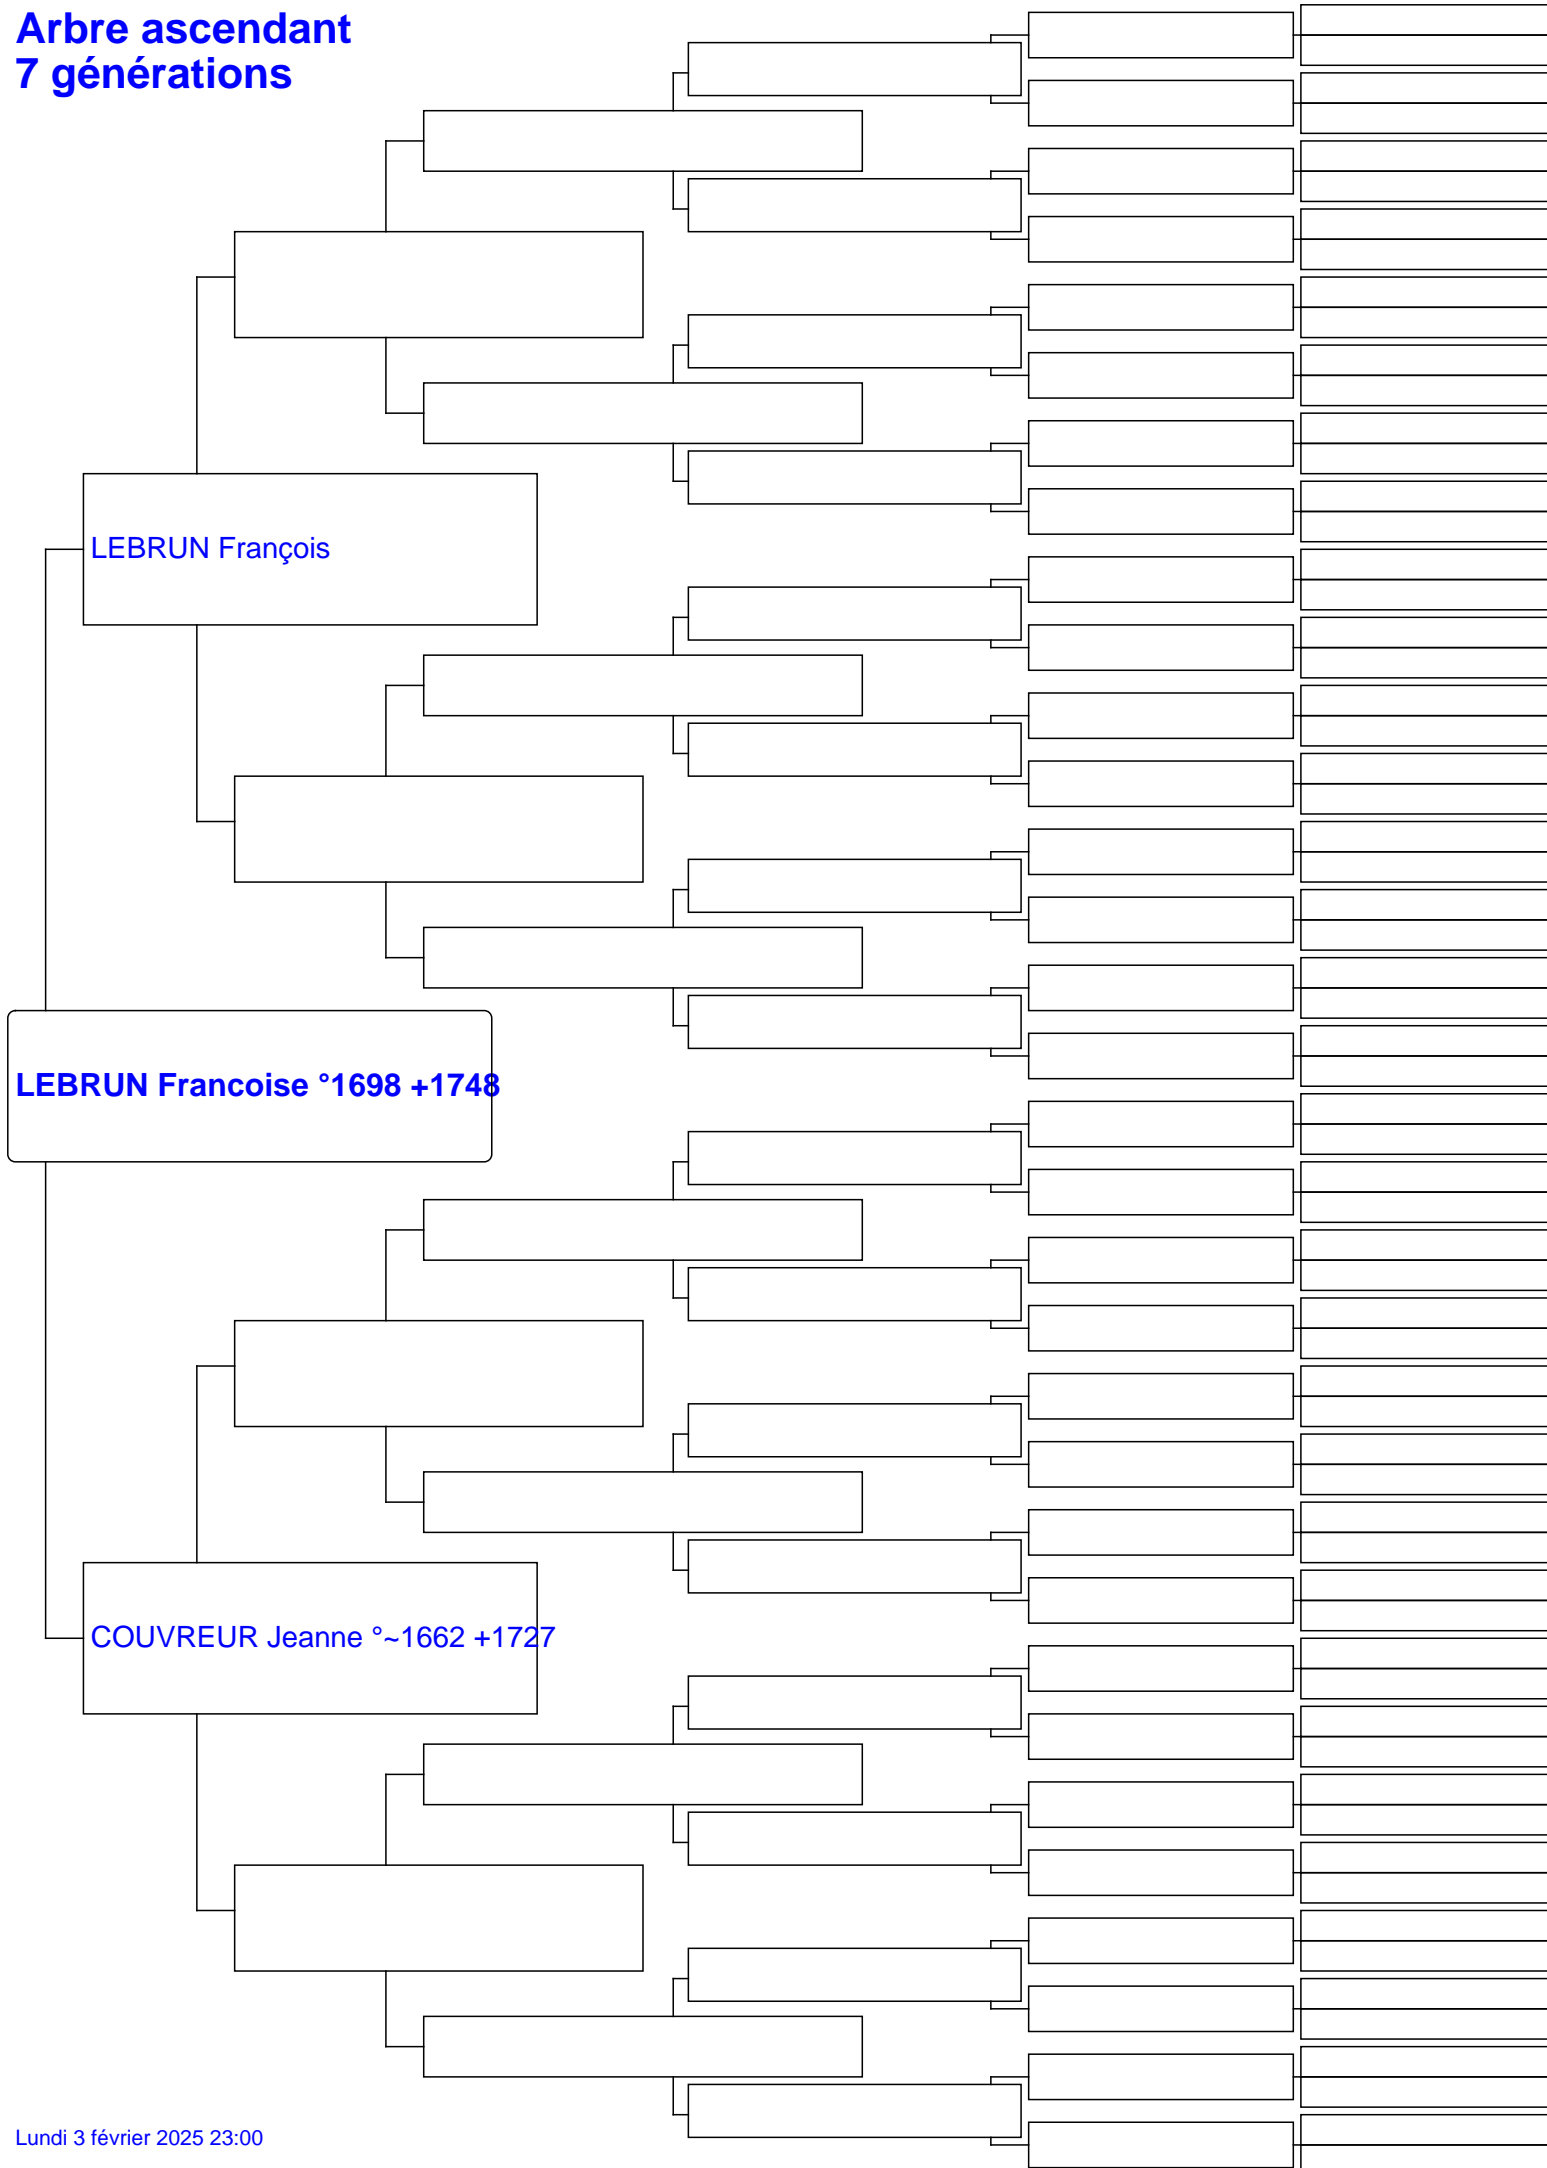 Arbre ascendant
7 générations
LEBRUN François
LEBRUN Francoise °1698 +1748
COUVREUR Jeanne °~1662 +1727
Lundi 3 février 2025 23:00